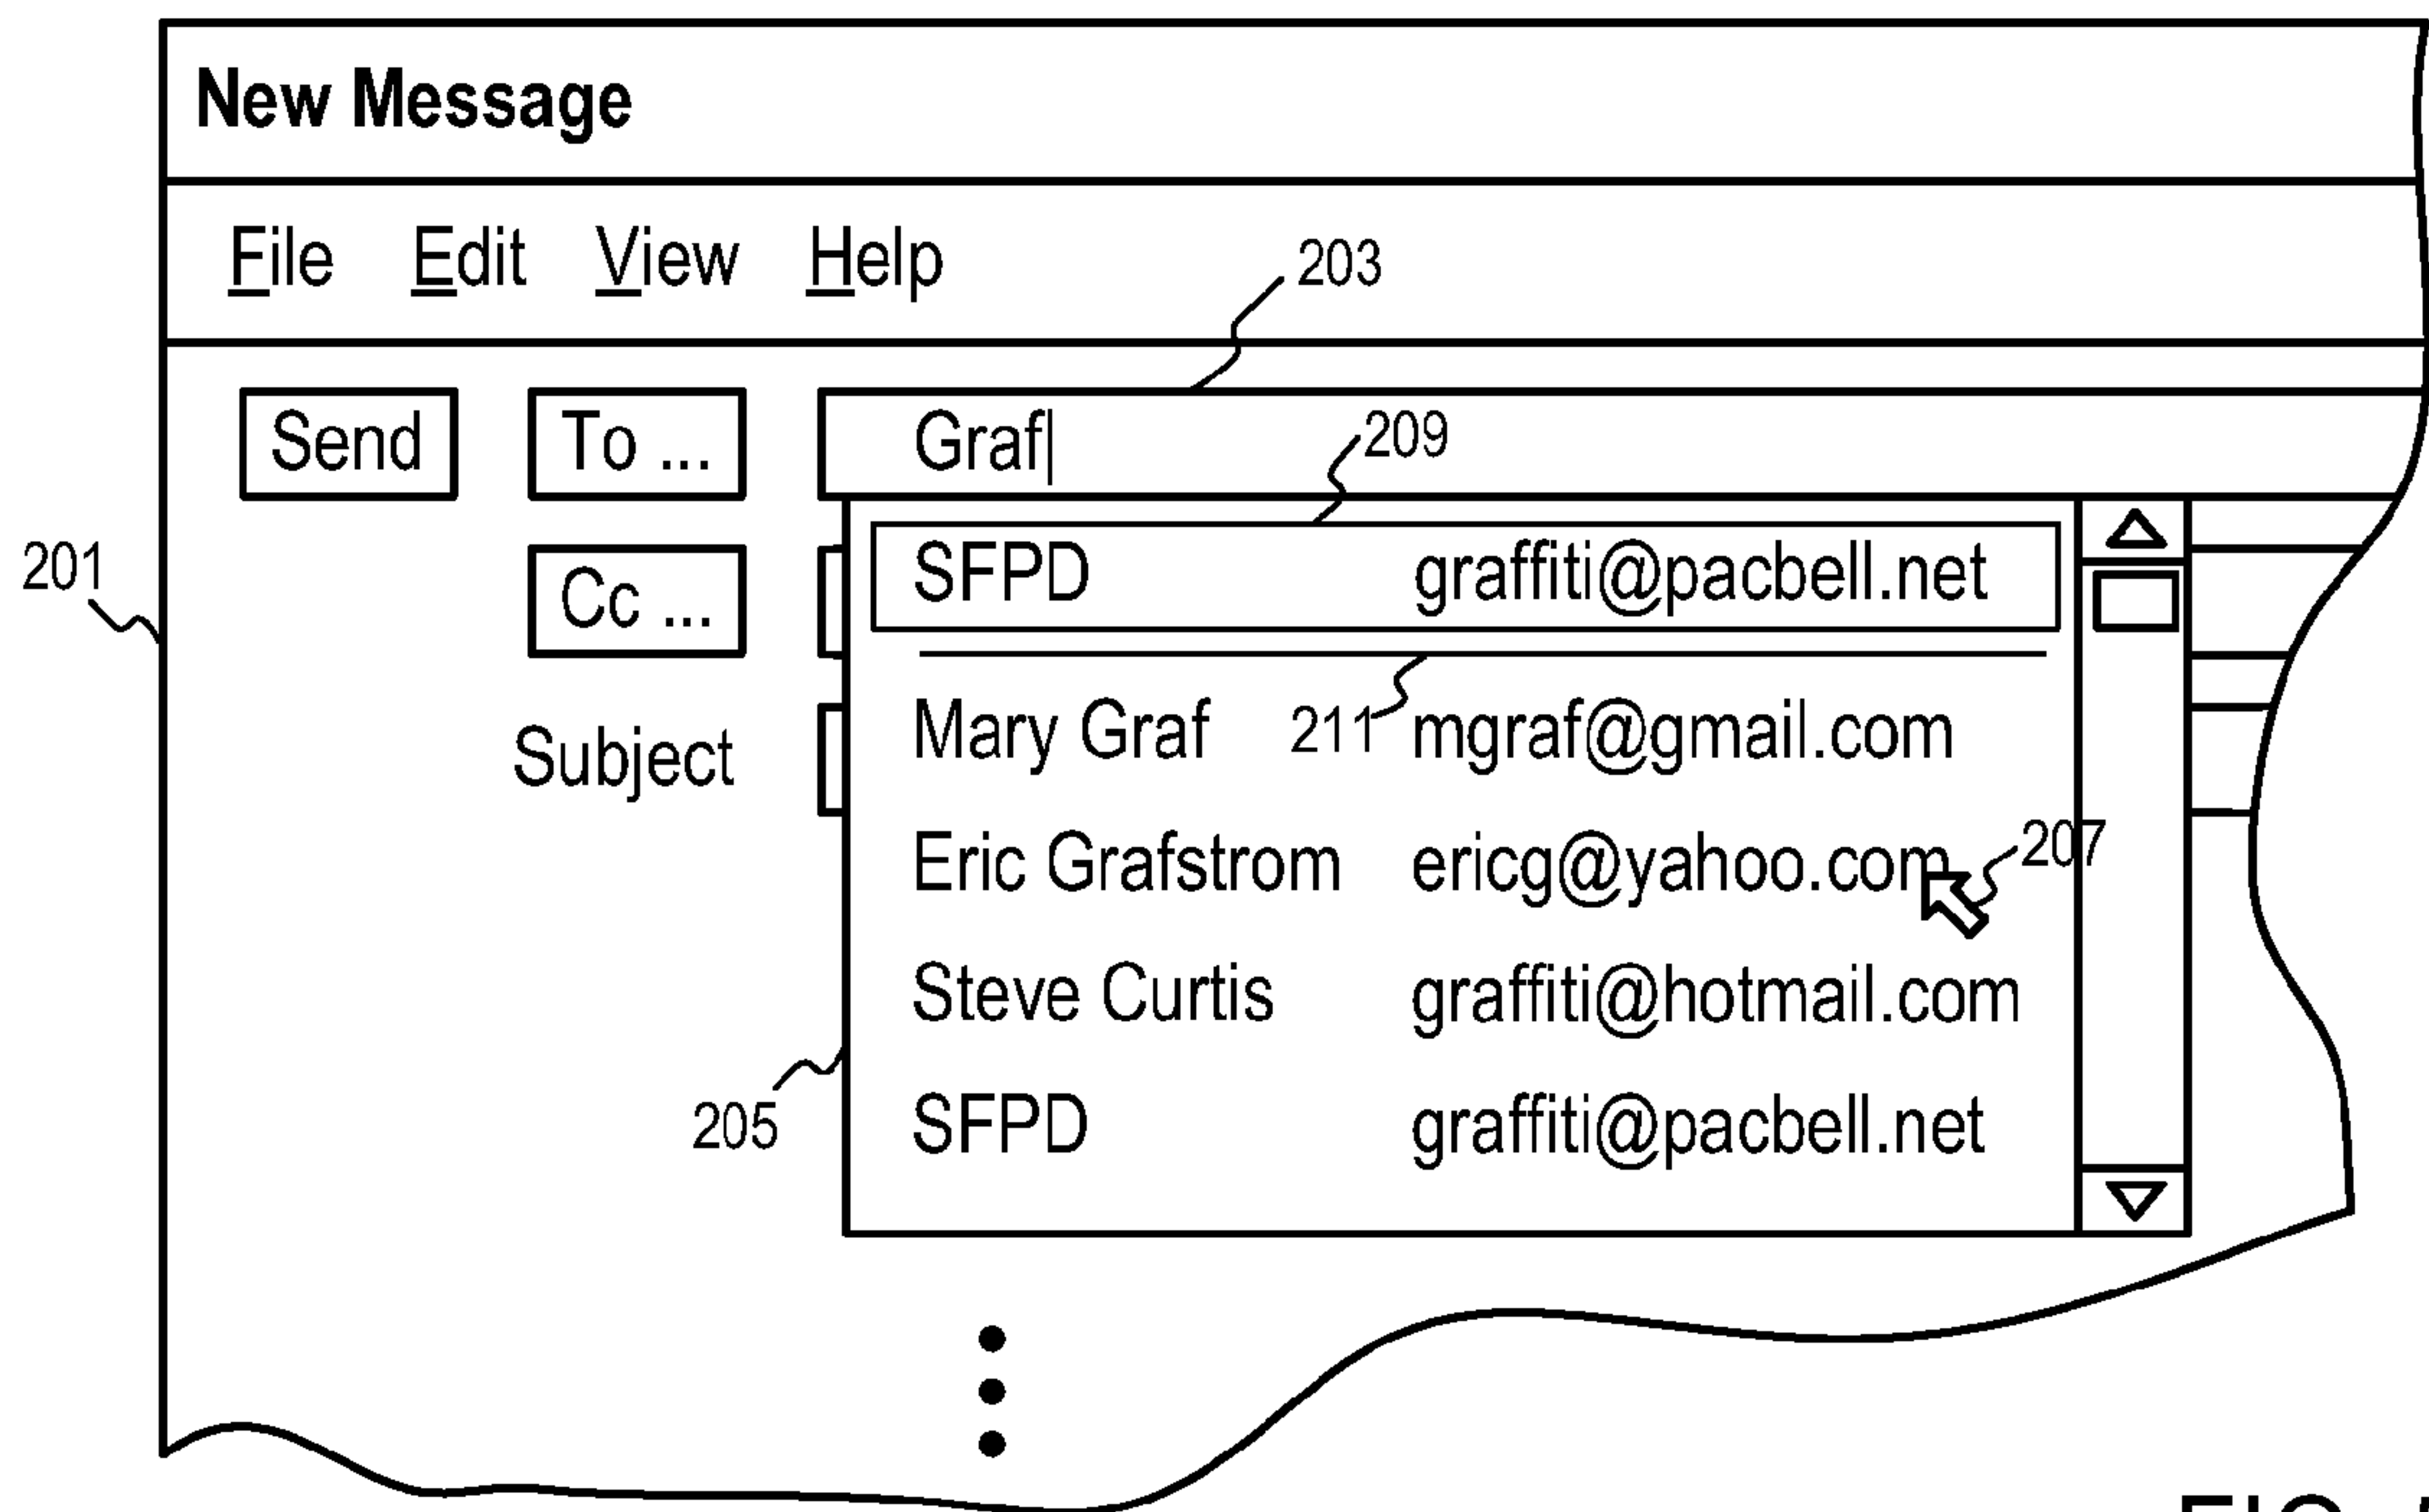 New Message
File Edit View Help
203
Send To ... Graf
209
201
Cc ...
SFPD graffiti@pacbell.net
Subject
Mary Graf 211 mgraf@gmail.com
Eric Grafstrom ericg@yahoo.com 207
Steve Curtis graffiti@hotmail.com
205
SFPD graffiti@pacbell.net